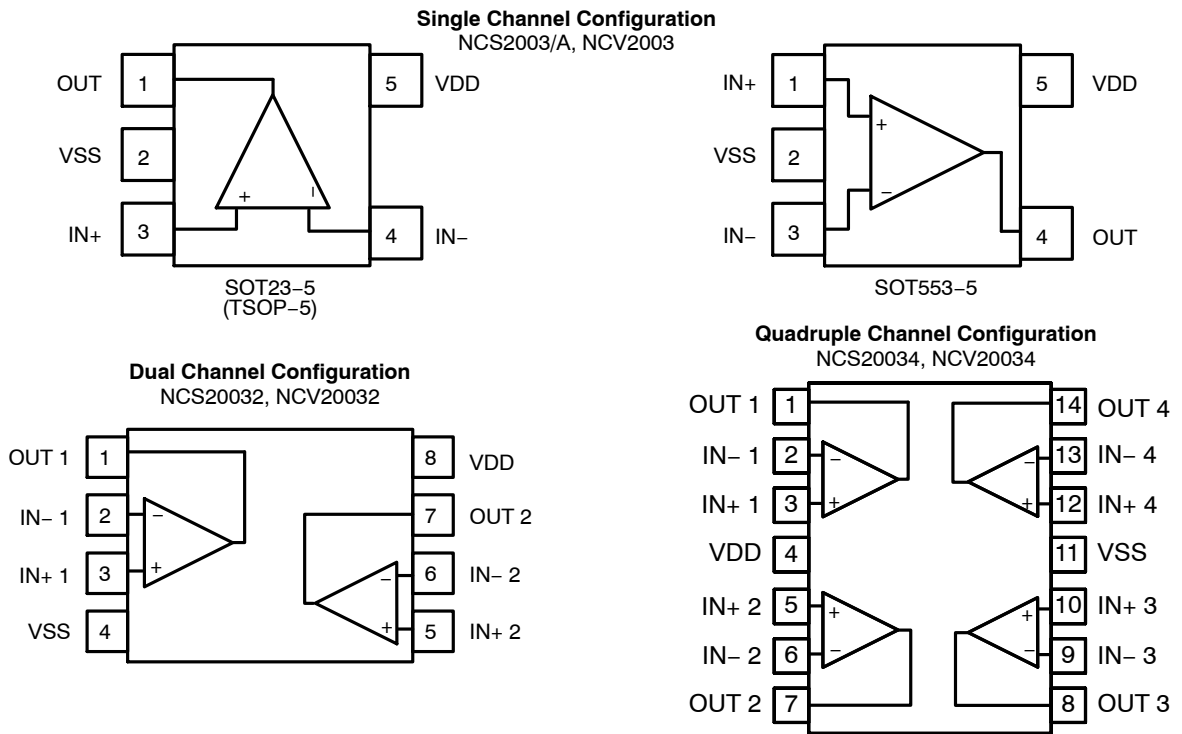 Single Channel Configuration
NCS2003/A, NCV2003
OUT 1
5 VDD
VSS 2
IN+ 3
4 IN−
+ −
SOT23−5
(TSOP−5)
IN+ 1
5 VDD
VSS 2
IN− 3
4 OUT
+
−
SOT553−5
Dual Channel Configuration
NCS20032, NCV20032
OUT 1 1
8 VDD
IN− 1 2
−
7 OUT 2
IN+ 1 3
+
−
6 IN− 2
VSS 4
+
5 IN+ 2
Quadruple Channel Configuration
NCS20034, NCV20034
OUT 1 1
14 OUT 4
IN− 1 2
−
−
13 IN− 4
IN+ 1 3
+
+
12 IN+ 4
VDD 4
11 VSS
IN+ 2 5
+
+
10 IN+ 3
IN− 2 6
−
−
9 IN− 3
OUT 2 7
8 OUT 3